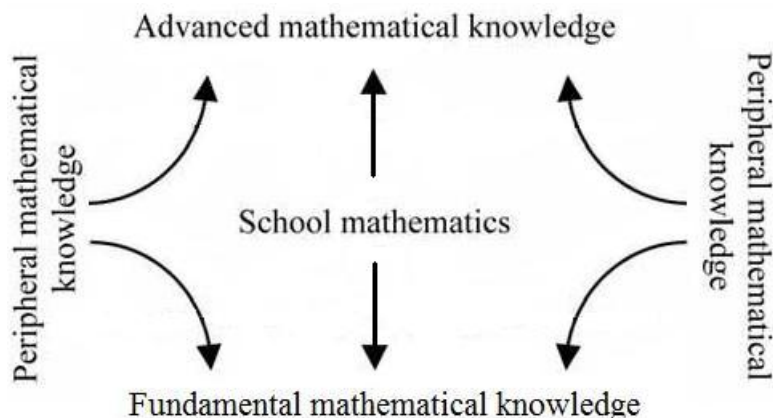 Advanced mathematical knowledge
Peripheral mathematical
knowledge
School mathematics
Peripheral mathematical
knowledge
Fundamental mathematical knowledge